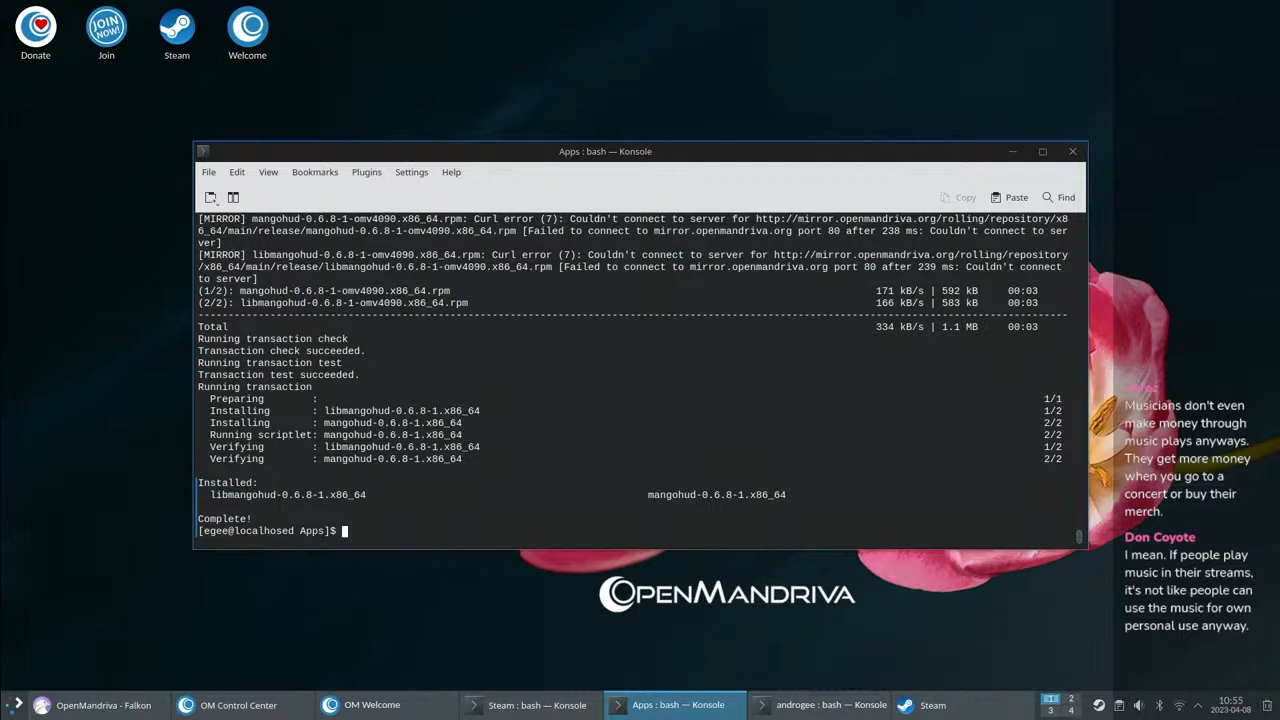 Donate
Join
Steam
Welcome
JOIN NOW!
Apps : bash — Konsole
File Edit View Bookmarks Plugins Settings Help
Copy Paste Find
[MIRROR] mangohud-0.6.8-1-omv4090.x86_64.rpm: Curl error (7): Couldn't connect to server for http://mirror.openmandriva.org/rolling/repository/x8
6_64/main/release/mangohud-0.6.8-1-omv4090.x86_64.rpm [Failed to connect to mirror.openmandriva.org port 80 after 238 ms: Couldn't connect to ser
ver]
[MIRROR] libmangohud-0.6.8-1-omv4090.x86_64.rpm: Curl error (7): Couldn't connect to server for http://mirror.openmandriva.org/rolling/repository
/x86_64/main/release/libmangohud-0.6.8-1-omv4090.x86_64.rpm [Failed to connect to mirror.openmandriva.org port 80 after 239 ms: Couldn't connect
to server]
(1/2): mangohud-0.6.8-1-omv4090.x86_64.rpm 171 kB/s | 592 kB 00:03
(2/2): libmangohud-0.6.8-1-omv4090.x86_64.rpm 166 kB/s | 583 kB 00:03
Total 334 kB/s | 1.1 MB 00:03
Running transaction check
Transaction check succeeded.
Running transaction test
Transaction test succeeded.
Running transaction
Preparing : 1/1
Installing : libmangohud-0.6.8-1.x86_64 1/2
Installing : mangohud-0.6.8-1.x86_64 2/2
Running scriptlet: mangohud-0.6.8-1.x86_64 2/2
Verifying : libmangohud-0.6.8-1.x86_64 1/2
Verifying : mangohud-0.6.8-1.x86_64 2/2
Installed:
libmangohud-0.6.8-1.x86_64 mangohud-0.6.8-1.x86_64
Complete!
[egee@localhosed Apps]$
OPENMANDRIVA
Musicians don't even
make money through
music plays anyways.
They get more money
when you go to a
concert or buy their
merch.
Don Coyote
I mean. If people play
music in their streams,
it's not like people can
use the music for own
personal use anyway.
OpenMandriva - Falkon
OM Control Center
OM Welcome
Steam : bash — Konsole
Apps : bash — Konsole
androgee : bash — Konsole
Steam
2
3 4
10:55
2023-04-08